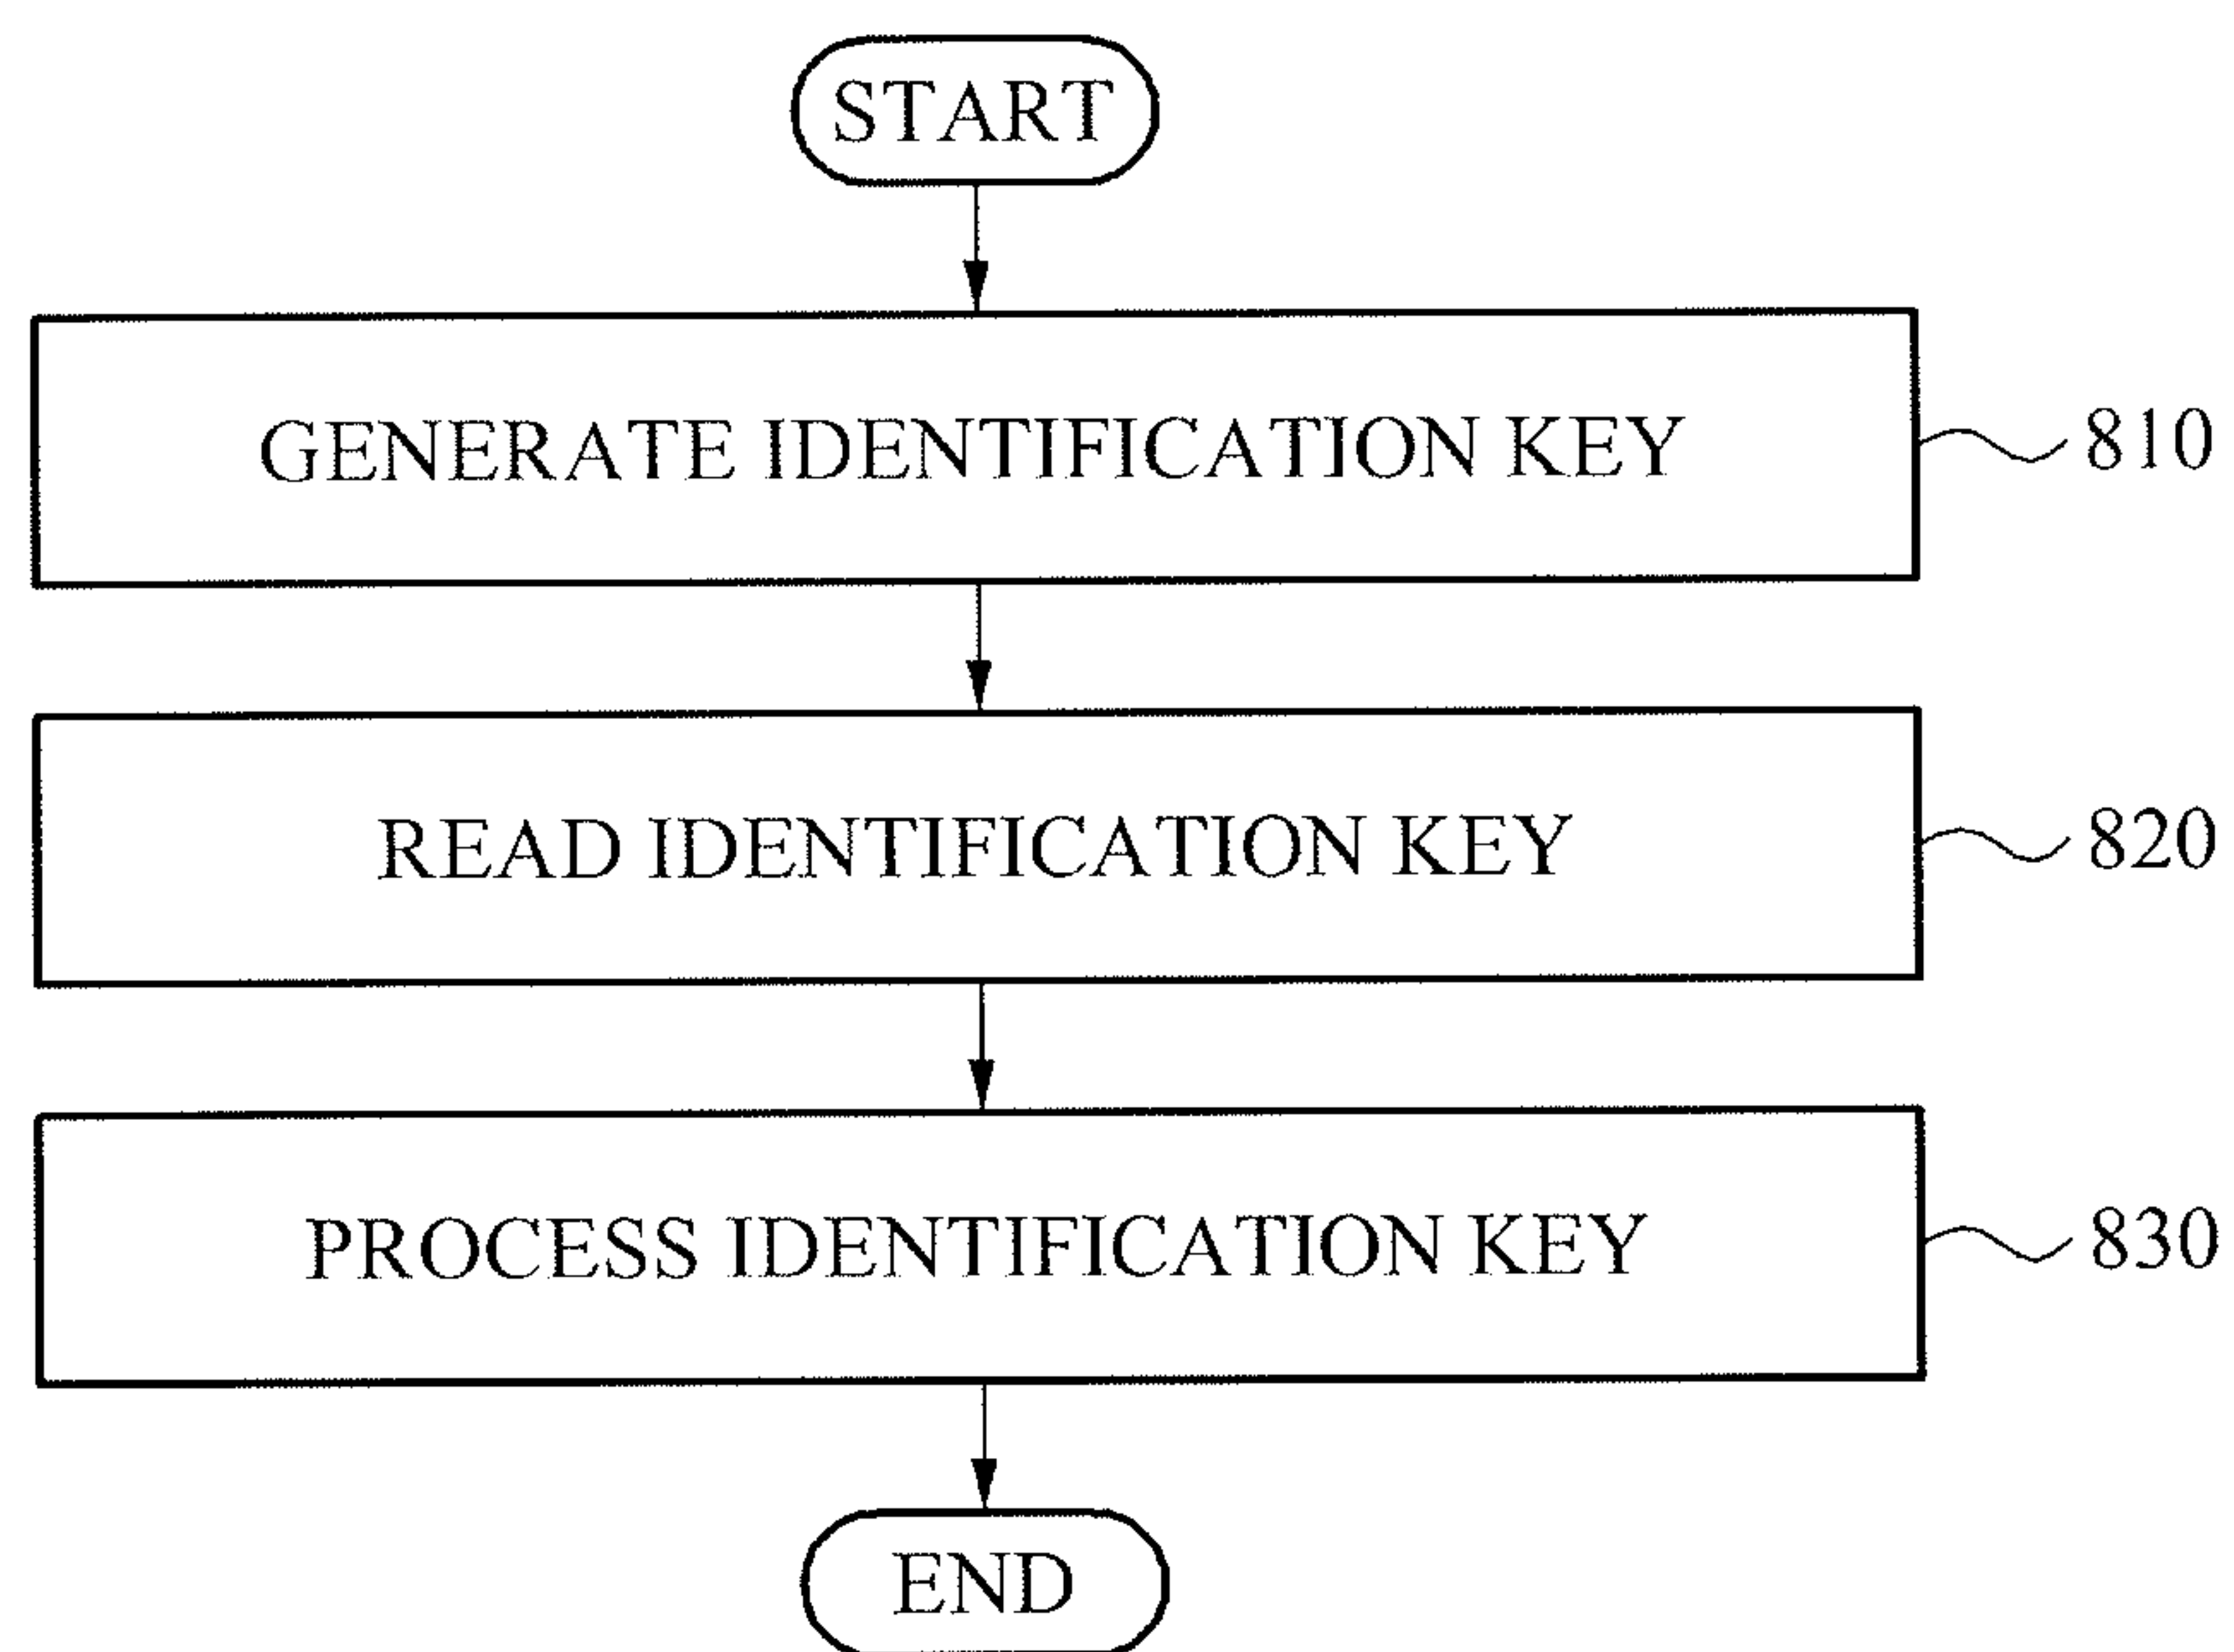 START
GENERATE IDENTIFICATION KEY
810
READ IDENTIFICATION KEY
820
PROCESS IDENTIFICATION KEY
830
END